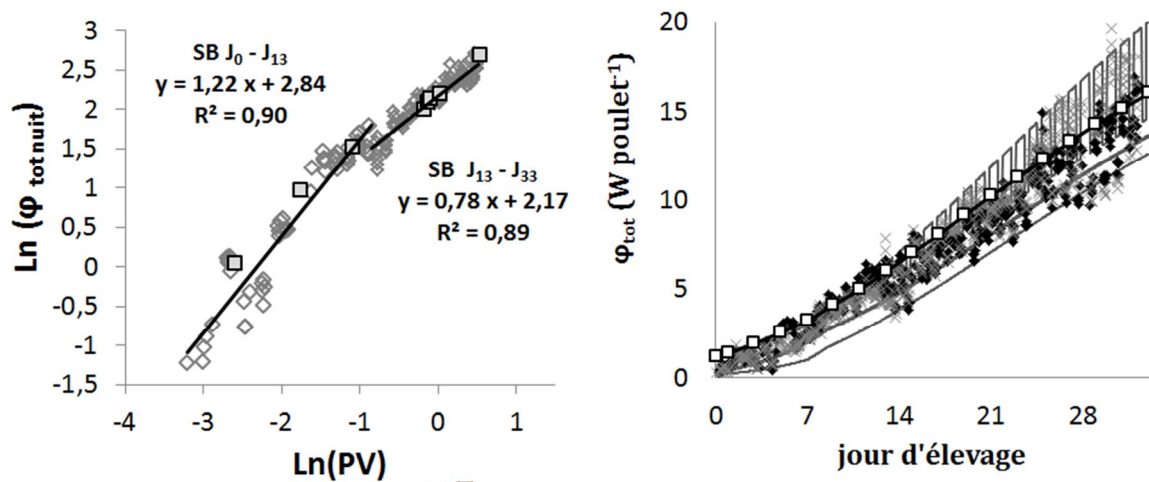 Ln (φ tot nuit)
3
2,5
2
1,5
1
0,5
0
-0,5
-1
-1,5
-4 -3 -2 -1 0 1
Ln(PV)
SB J0 - J13
y = 1,22 x + 2,84
R² = 0,90
SB J13 - J33
y = 0,78 x + 2,17
R² = 0,89
φtot (W poulet-1)
20
15
10
5
0
0 7 14 21 28
jour d'élevage